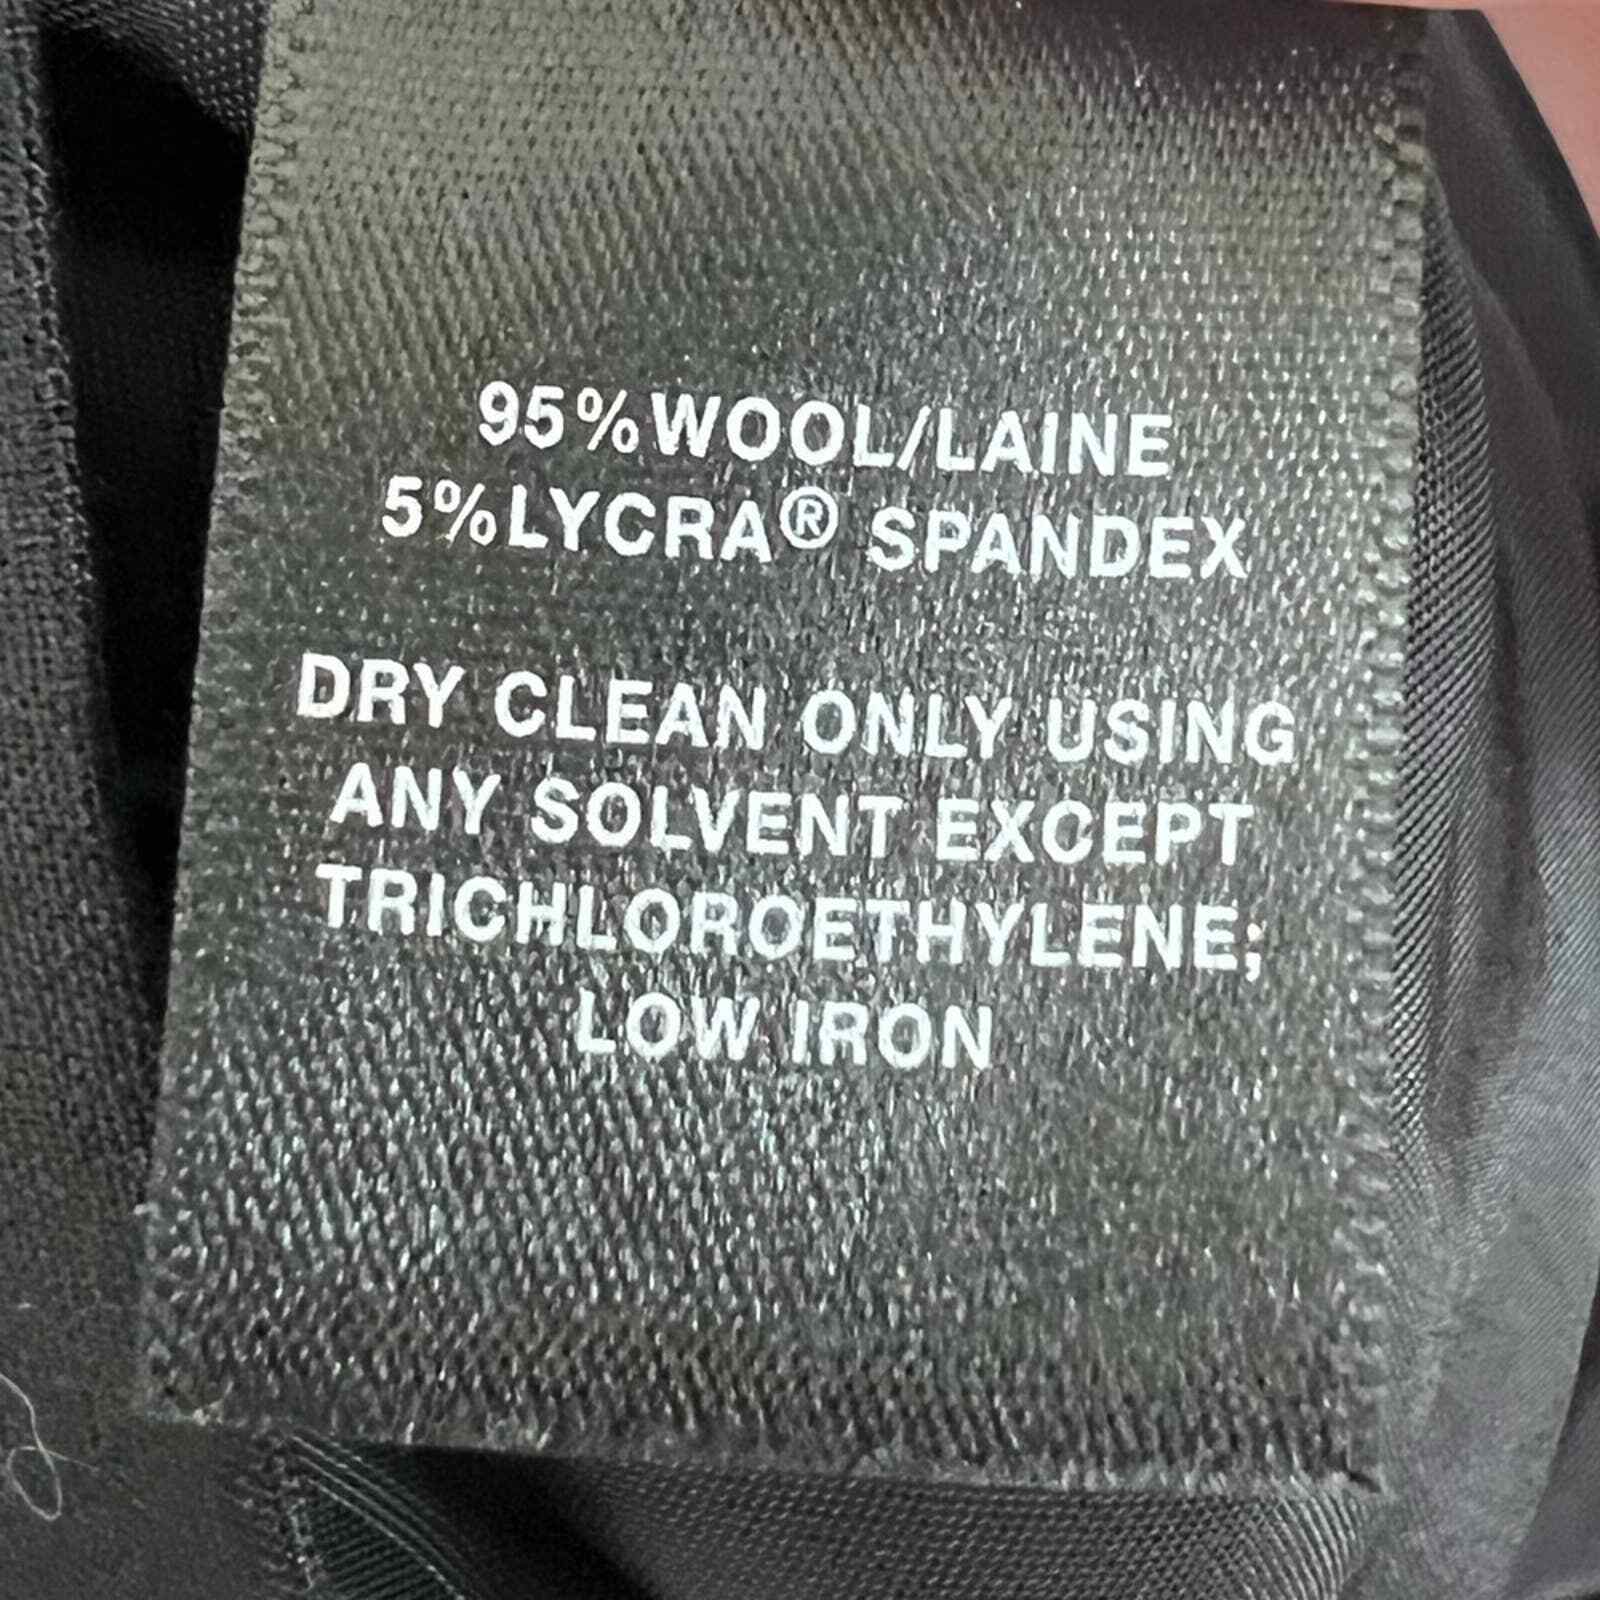 95%WOOL/LAINE
5%LYCRA® SPANDEX
DRY CLEAN ONLY USING
ANY SOLVENT EXCEPT
TRICHLOROETHYLENE;
LOW IRON